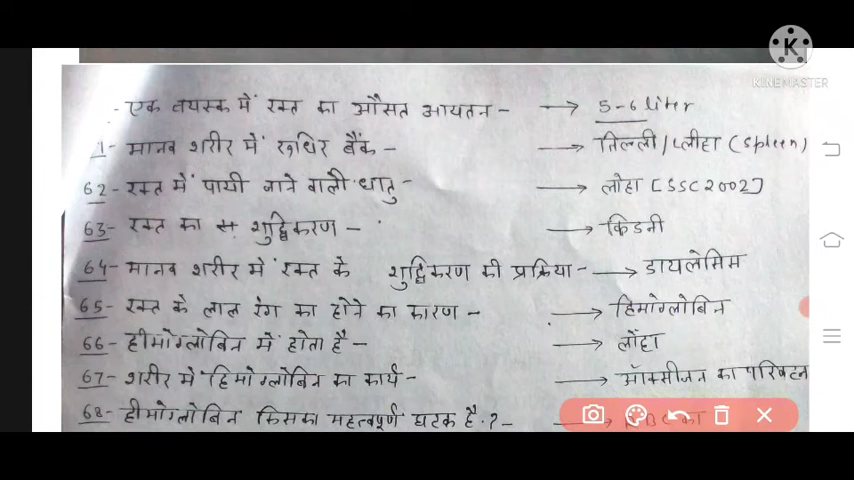 K
KINEMASTER
- एक वयस्क में रक्त का औसत आयतन - → 5-6 liter
1- मानव शरीर में रुधिर बैंक - → तिल्ली/प्लीहा (Spleen)
62- रक्त में पायी जाने वाली धातु - → लोहा [SSC 2002]
63- रक्त का शुद्धिकरण - → किडनी
64- मानव शरीर में रक्त के शुद्धिकरण की प्रक्रिया - → डायलेसिस
65- रक्त के लाल रंग का होने का कारण - → हिमोग्लोबिन
66- हीमोग्लोबिन में होता है - → लोहा
67- शरीर में हिमोग्लोबिन का कार्य - → ऑक्सीजन का परिवहन
68- हीमोग्लोबिन किसका महत्वपूर्ण घटक है.? - → RBC का